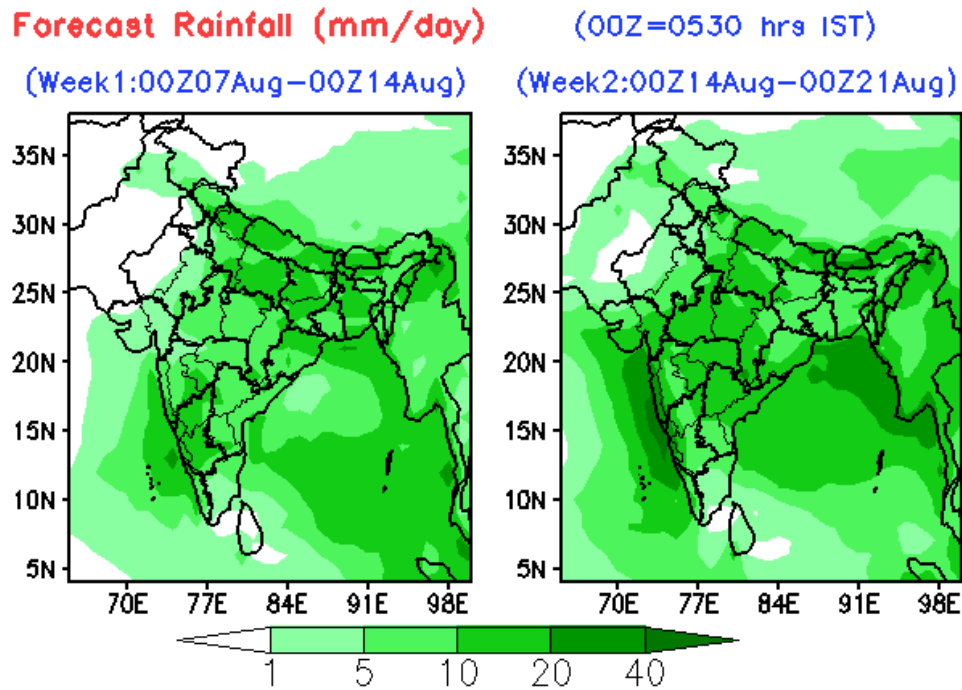 Forecast Rainfall (mm/day)
(00Z=0530 hrs IST)
(Week1:00Z07Aug-00Z14Aug)
(Week2:00Z14Aug-00Z21Aug)
35N
30N
25N
20N
15N
10N
5N
70E 77E 84E 91E 98E
35N
30N
25N
20N
15N
10N
5N
70E 77E 84E 91E 98E
1 5 10 20 40